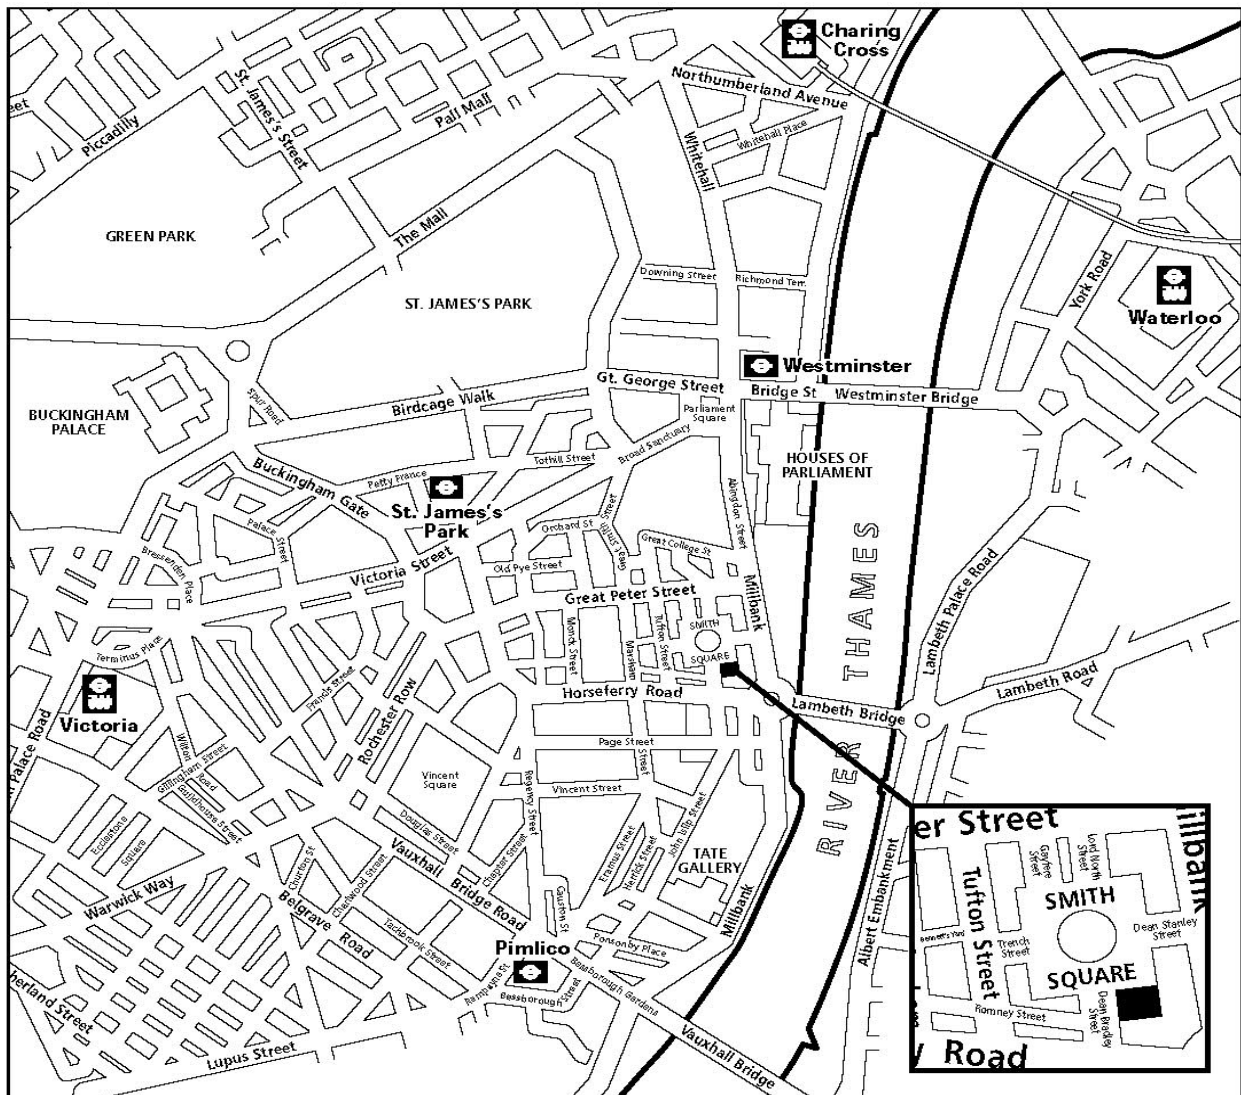 Charing
Cross
Northumberland Avenue
Whitehall Place
Whitehall
St. James's Street
Pall Mall
Piccadilly
eet
GREEN PARK
The Mall
ST. JAMES'S PARK
Downing Street
Richmond Terr.
York Road
Waterloo
Westminster
Gt. George Street
Bridge St
Westminster Bridge
Birdcage Walk
Spur Road
BUCKINGHAM
PALACE
Parliament
Square
HOUSES OF
PARLIAMENT
Buckingham Gate
Petty France
Tothill Street
Broad Sanctuary
St. James's
Park
Abingdon Street
Palace Street
Bressenden Place
Victoria Street
Orchard St
Great Smith Street
Great College St
Old Pye Street
Great Peter Street
Millbank
RIVER THAMES
Lambeth Palace Road
Terminus Place
Monck Street
Marsham
Street
Tufton Street
SMITH
SQUARE
Horseferry Road
Lambeth Bridge
Lambeth Road
Victoria
Palace Road
Francis Street
Rochester Row
Wilton
Road
Gillingham Street
Guildhouse Street
Page Street
Vincent
Square
Vincent Street
Regency Street
Douglas Street
Chapter Street
Eccleston
Square
Warwick Way
Churton St
Charlwood Street
Belgrave Road
Tachbrook Street
Vauxhall Bridge Road
Erasmus Street
Herrick Street
John Islip Street
TATE
GALLERY
Millbank
Albert Embankment
Causton St
Ponsonby Place
Pimlico
Rampayne St
Bessborough Street
Bessborough Gardens
Vauxhall Bridge
Lupus Street
herland Street
er Street
illbank
Gayfere
Street
Lord North
Street
Tufton Street
SMITH
SQUARE
Dean Stanley
Street
Trench
Street
Romney Street
Dean Bradley
Street
y Road